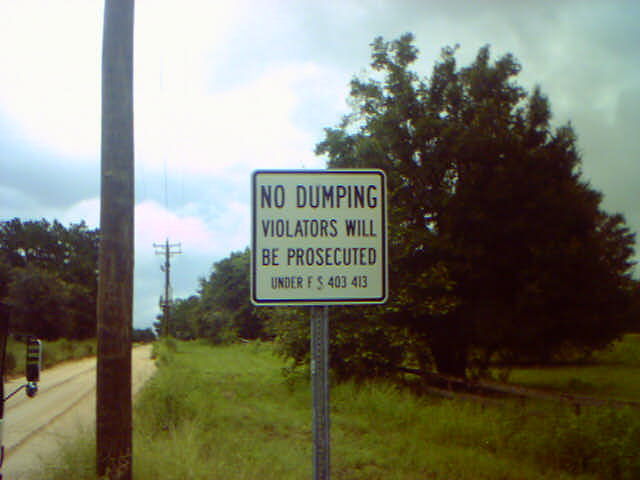 NO DUMPING
VIOLATORS WILL
BE PROSECUTED
UNDER F S. 403 413